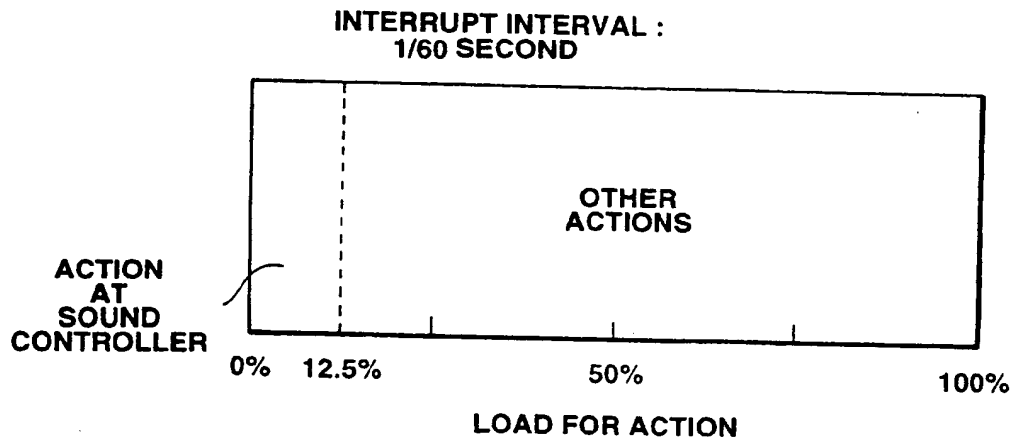 INTERRUPT INTERVAL :
1/60 SECOND
OTHER
ACTIONS
ACTION
AT
SOUND
CONTROLLER
0% 12.5% 50% 100%
LOAD FOR ACTION